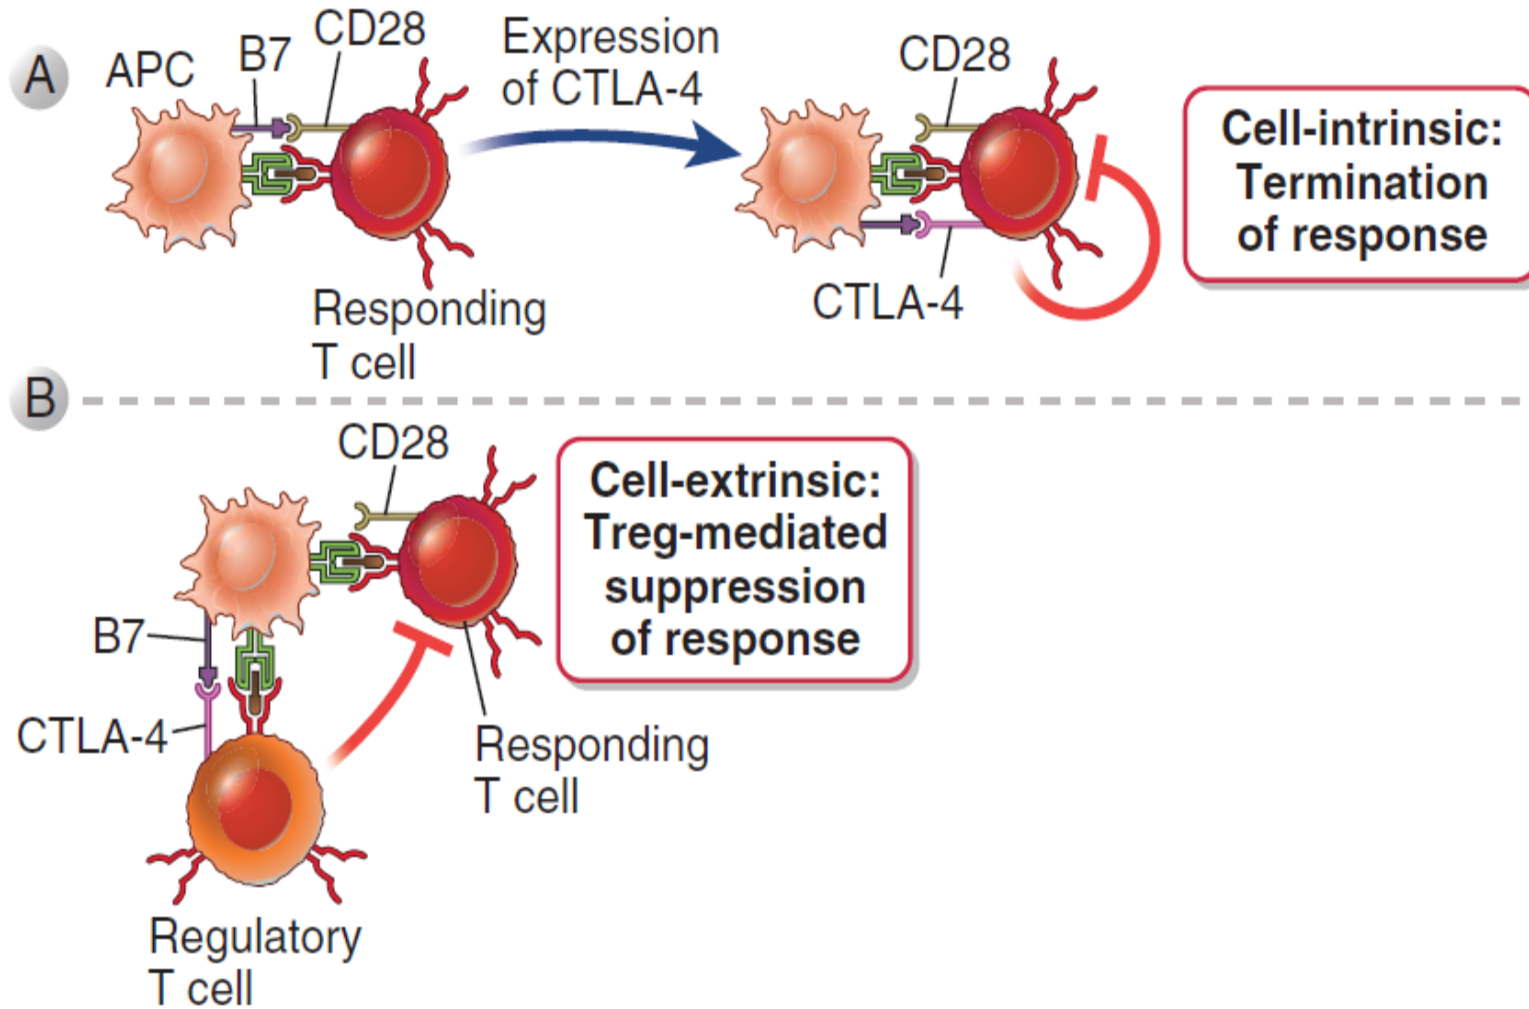 A
APC
B7
CD28
Expression
of CTLA-4
CD28
Cell-intrinsic:
Termination
of response
CTLA-4
Responding
T cell
B
CD28
Cell-extrinsic:
Treg-mediated
suppression
of response
B7
CTLA-4
Responding
T cell
Regulatory
T cell